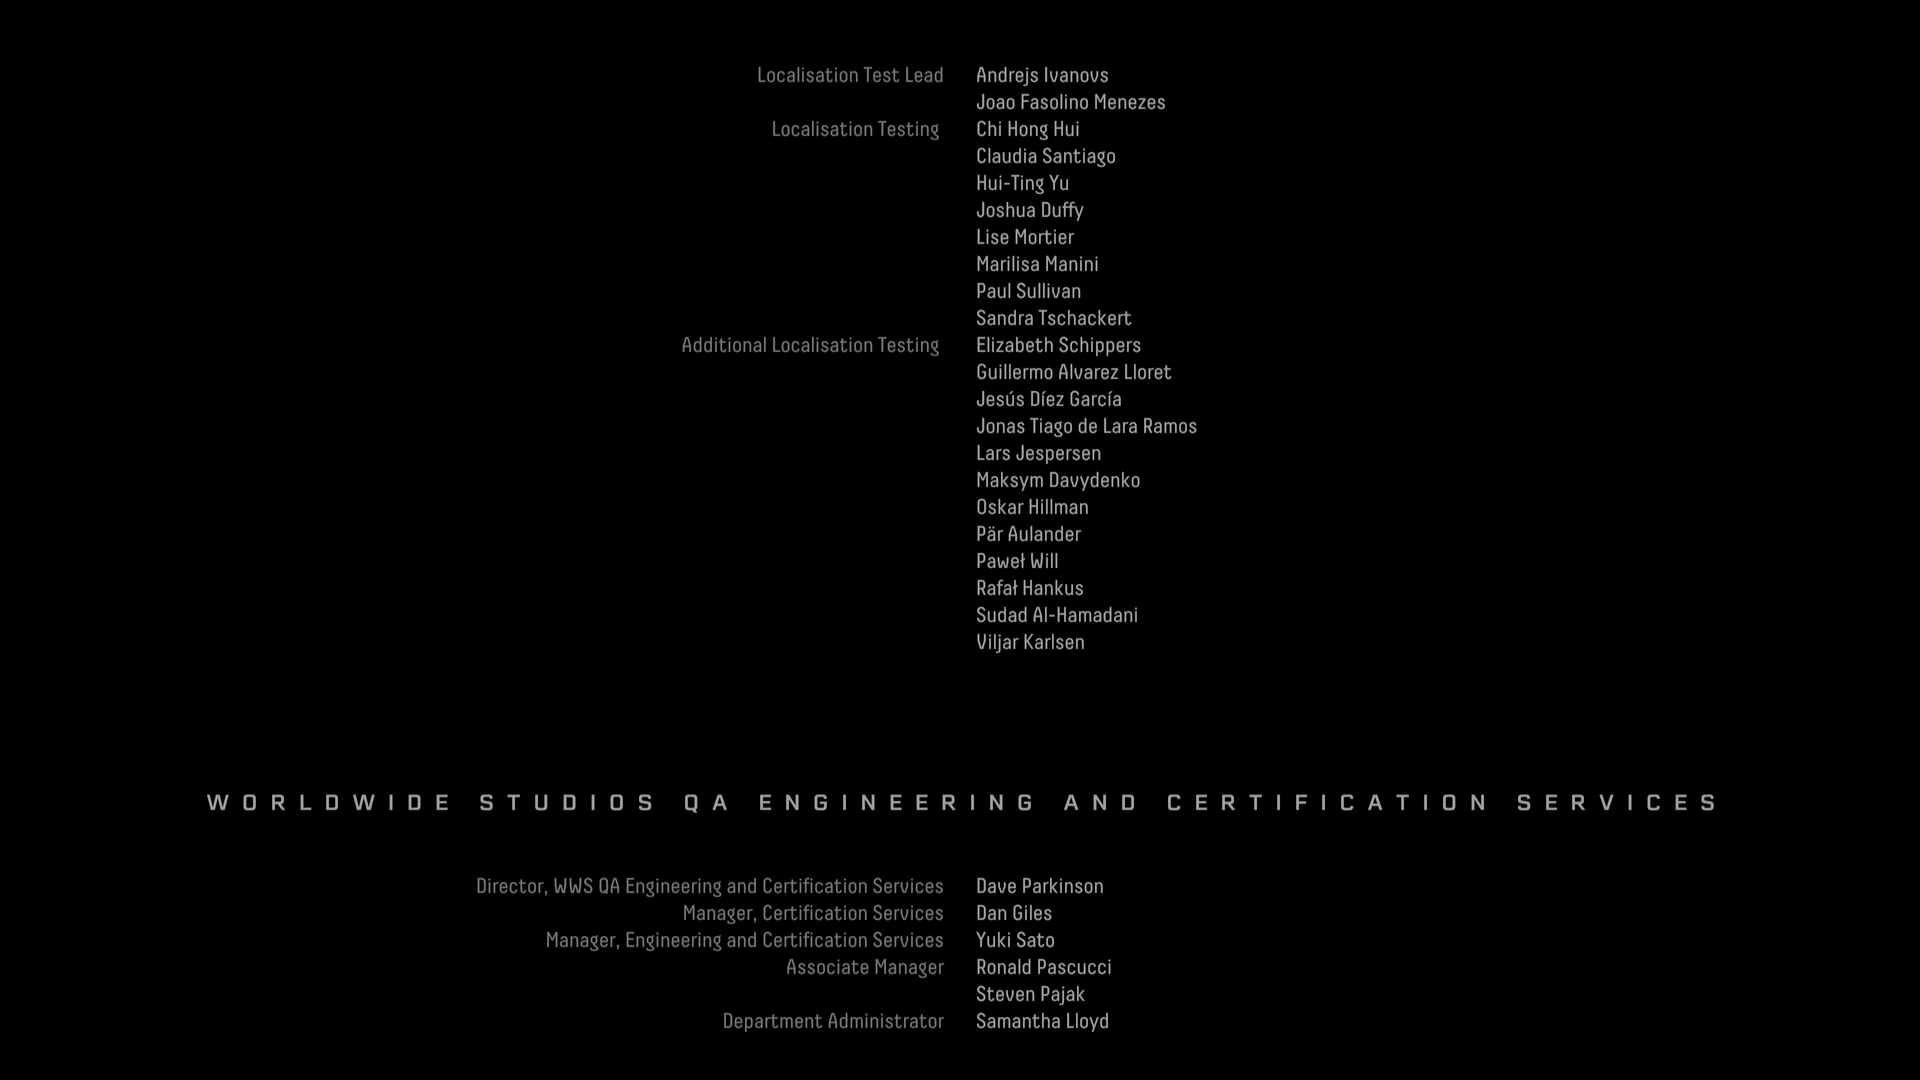 Localisation Test Lead Andrejs Ivanovs
Joao Fasolino Menezes
Localisation Testing Chi Hong Hui
Claudia Santiago
Hui-Ting Yu
Joshua Duffy
Lise Mortier
Marilisa Manini
Paul Sullivan
Sandra Tschackert
Additional Localisation Testing Elizabeth Schippers
Guillermo Alvarez Lloret
Jesús Díez García
Jonas Tiago de Lara Ramos
Lars Jespersen
Maksym Davydenko
Oskar Hillman
Pär Aulander
Paweł Will
Rafał Hankus
Sudad Al-Hamadani
Viljar Karlsen
WORLDWIDE STUDIOS QA ENGINEERING AND CERTIFICATION SERVICES
Director, WWS QA Engineering and Certification Services Dave Parkinson
Manager, Certification Services Dan Giles
Manager, Engineering and Certification Services Yuki Sato
Associate Manager Ronald Pascucci
Steven Pajak
Department Administrator Samantha Lloyd